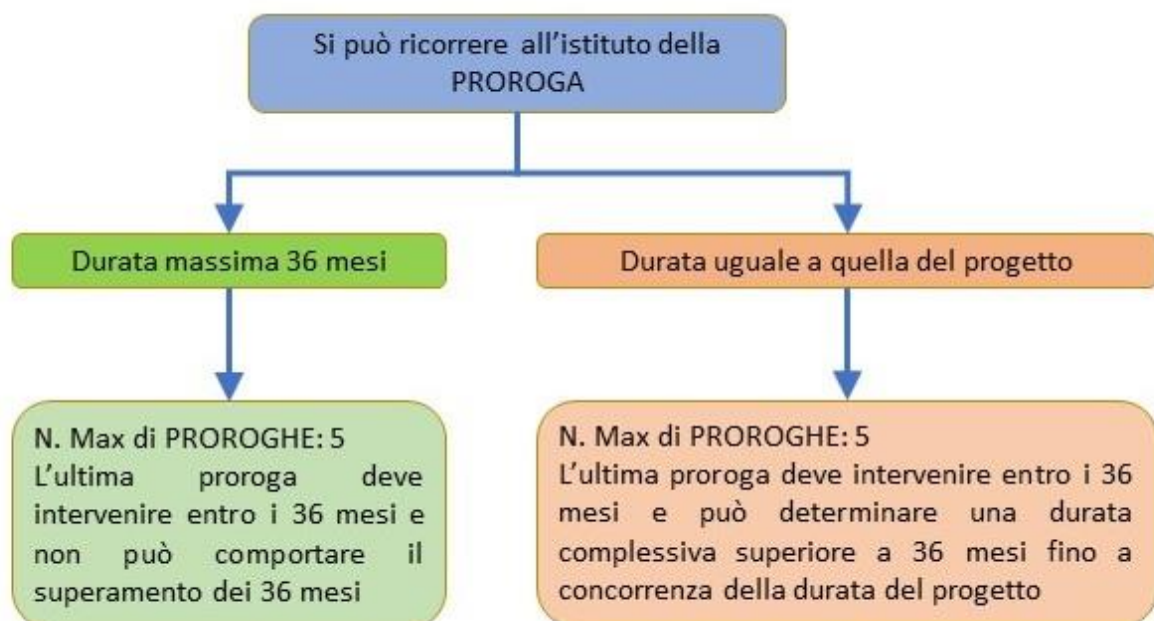 Si può ricorrere all’istituto della
PROROGA
Durata massima 36 mesi
Durata uguale a quella del progetto
N. Max di PROROGHE: 5
L’ultima proroga deve
intervenire entro i 36 mesi e
non può comportare il
superamento dei 36 mesi
N. Max di PROROGHE: 5
L’ultima proroga deve intervenire entro i 36
mesi e può determinare una durata
complessiva superiore a 36 mesi fino a
concorrenza della durata del progetto